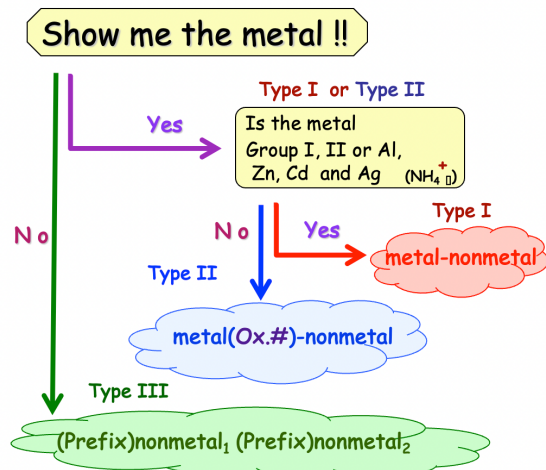 Show me the metal !!
Type I or Type II
Yes
Is the metal
Group I, II or Al,
Zn, Cd and Ag (NH₄⁺ ▯)
Type I
No
No
Yes
metal-nonmetal
Type II
metal(Ox.#)-nonmetal
Type III
(Prefix)nonmetal₁ (Prefix)nonmetal₂